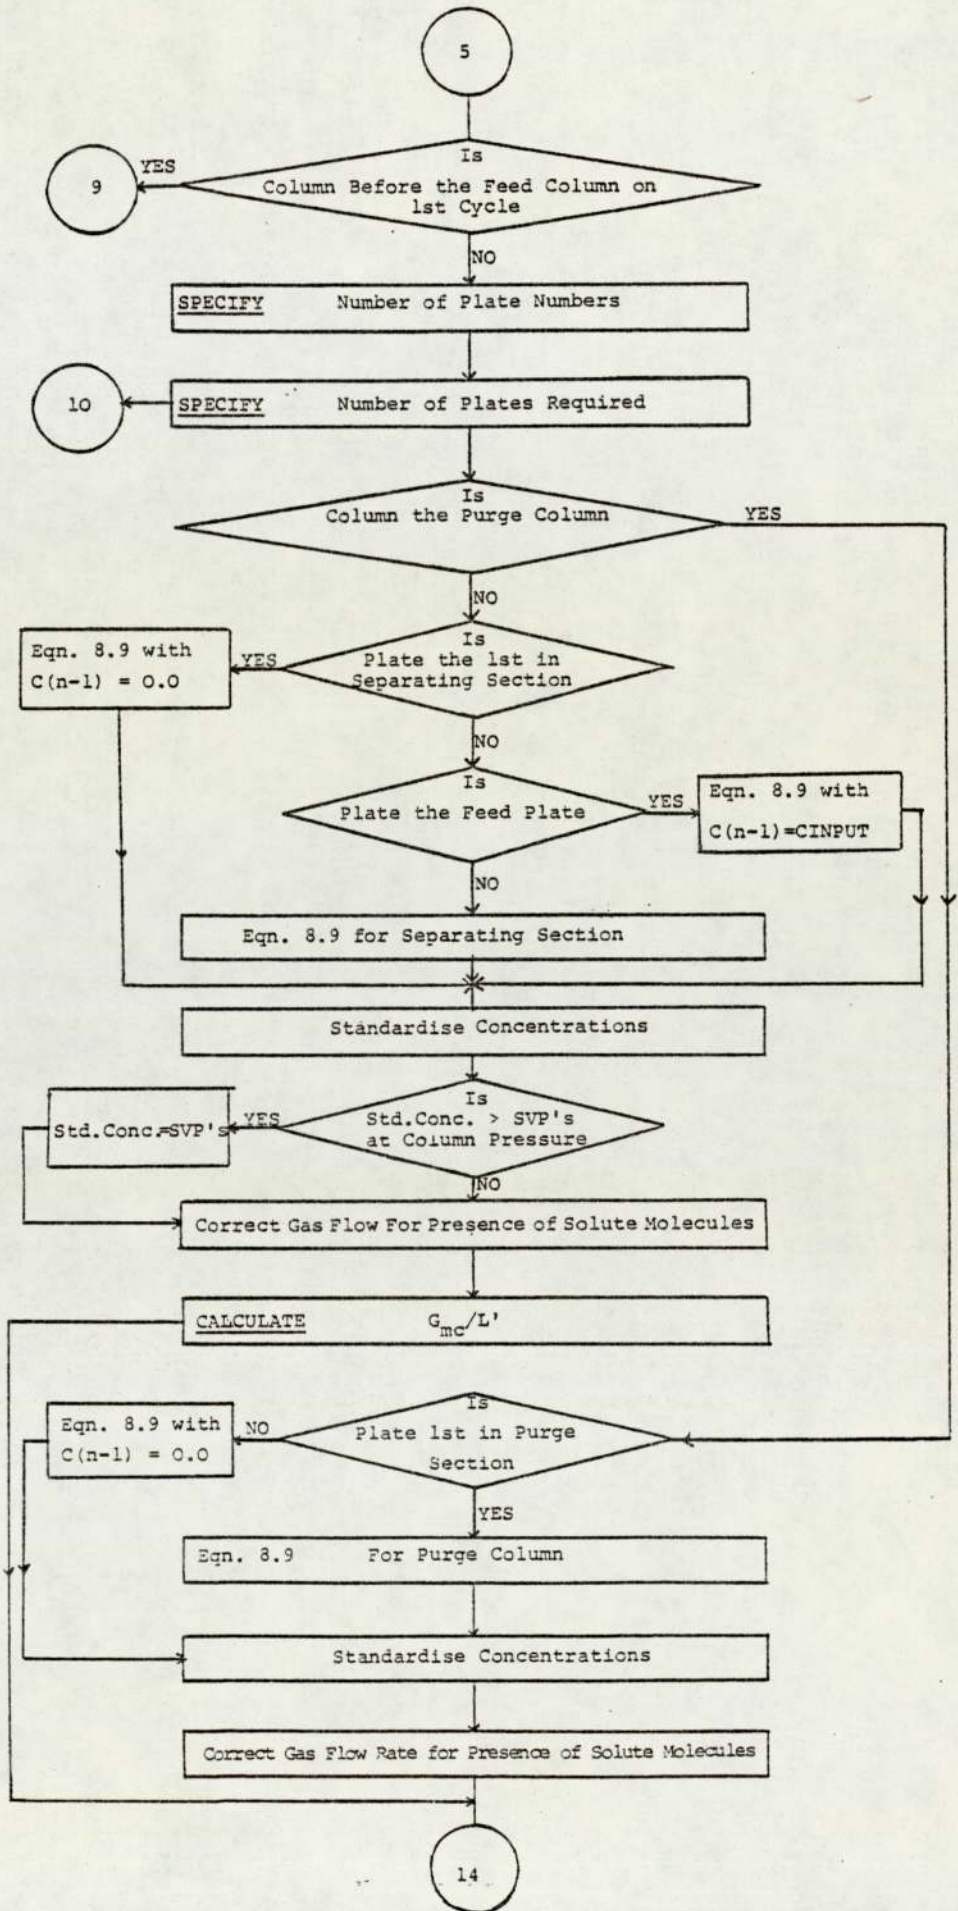 5
Is
Column Before the Feed Column on
1st Cycle
YES
9
NO
SPECIFY Number of Plate Numbers
10
SPECIFY Number of Plates Required
Is
Column the Purge Column
YES
NO
Is
Plate the 1st in
Separating Section
YES
Eqn. 8.9 with
C(n-1) = 0.0
NO
Is
Plate the Feed Plate
YES
Eqn. 8.9 with
C(n-1)=CINPUT
NO
Eqn. 8.9 for Separating Section
Standardise Concentrations
Is
Std.Conc. > SVP's
at Column Pressure
YES
Std.Conc.=SVP's
NO
Correct Gas Flow For Presence of Solute Molecules
CALCULATE Gmc/L'
Is
Plate 1st in Purge
Section
NO
Eqn. 8.9 with
C(n-1) = 0.0
YES
Eqn. 8.9 For Purge Column
Standardise Concentrations
Correct Gas Flow Rate for Presence of Solute Molecules
14